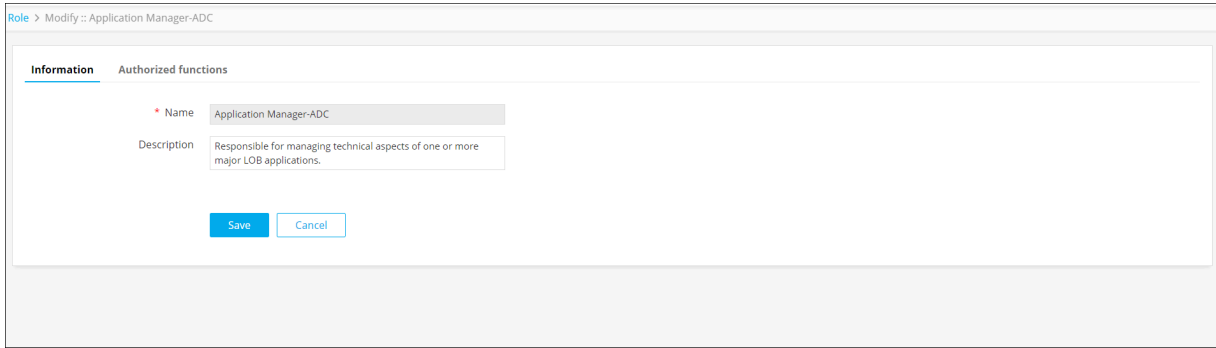 Role > Modify :: Application Manager-ADC
Information Authorized functions
* Name Application Manager-ADC
Description Responsible for managing technical aspects of one or more
major LOB applications.
Save Cancel